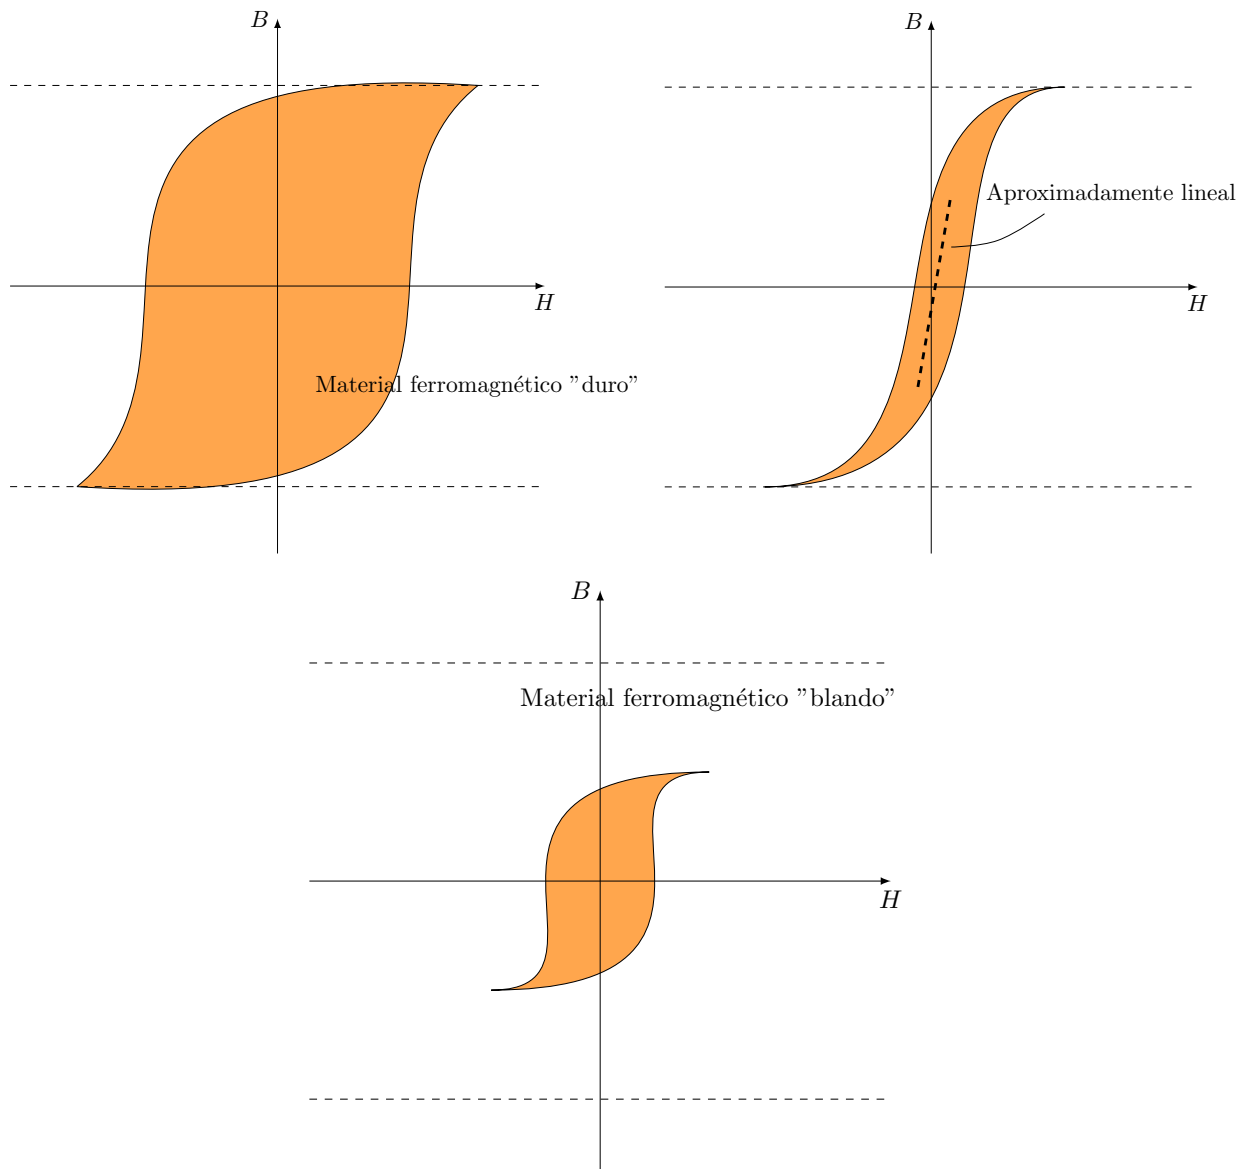 B
H
Material ferromagnético ”duro”
B
Aproximadamente lineal
H
B
Material ferromagnético ”blando”
H